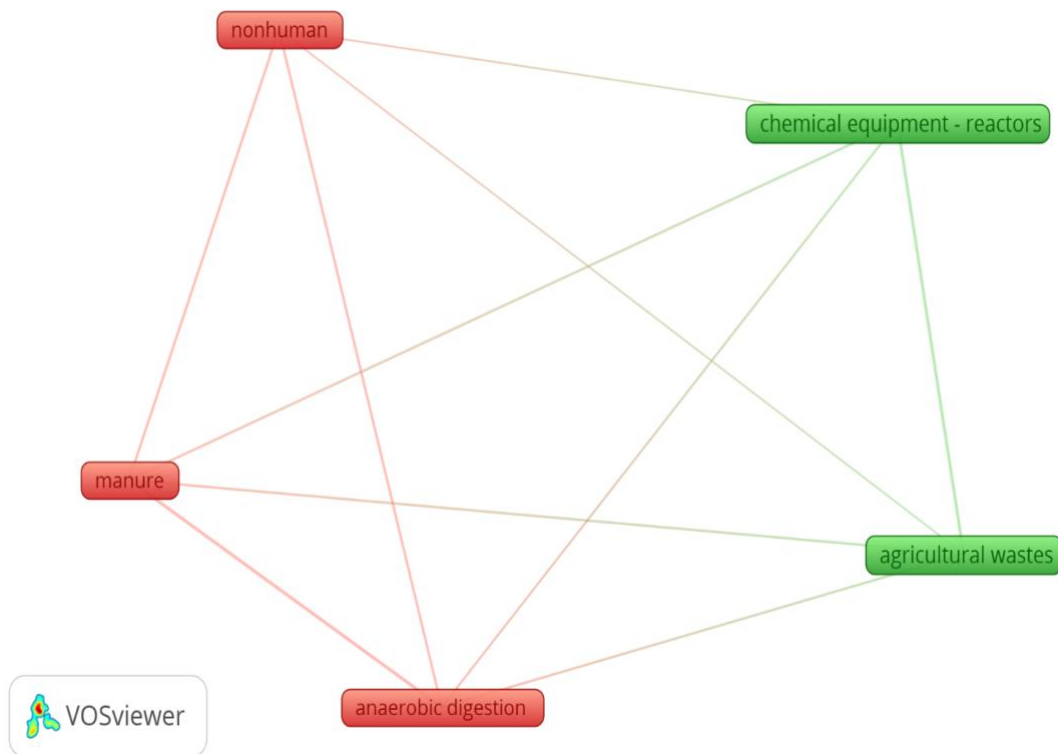 nonhuman
chemical equipment - reactors
manure
agricultural wastes
anaerobic digestion
VOSviewer